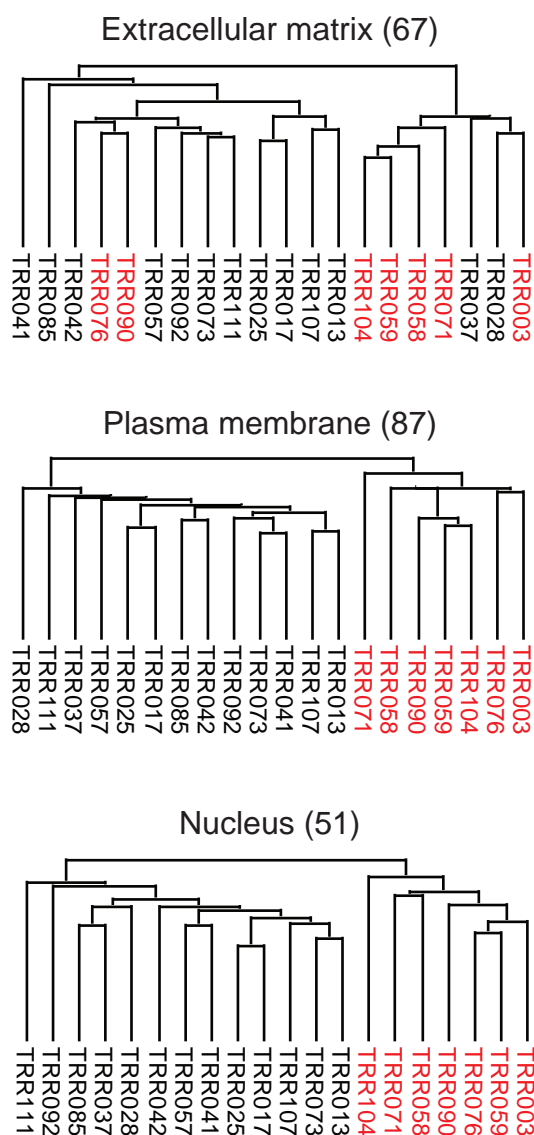 Extracellular matrix (67)
TRR041
TRR085
TRR042
TRR076
TRR090
TRR057
TRR092
TRR073
TRR111
TRR025
TRR017
TRR107
TRR013
TRR104
TRR059
TRR058
TRR071
TRR037
TRR028
TRR003
Plasma membrane (87)
TRR028
TRR111
TRR037
TRR057
TRR025
TRR017
TRR085
TRR042
TRR092
TRR073
TRR041
TRR107
TRR013
TRR071
TRR058
TRR090
TRR059
TRR104
TRR076
TRR003
Nucleus (51)
TRR111
TRR092
TRR085
TRR037
TRR028
TRR042
TRR057
TRR041
TRR025
TRR017
TRR107
TRR073
TRR013
TRR104
TRR071
TRR058
TRR090
TRR076
TRR059
TRR003